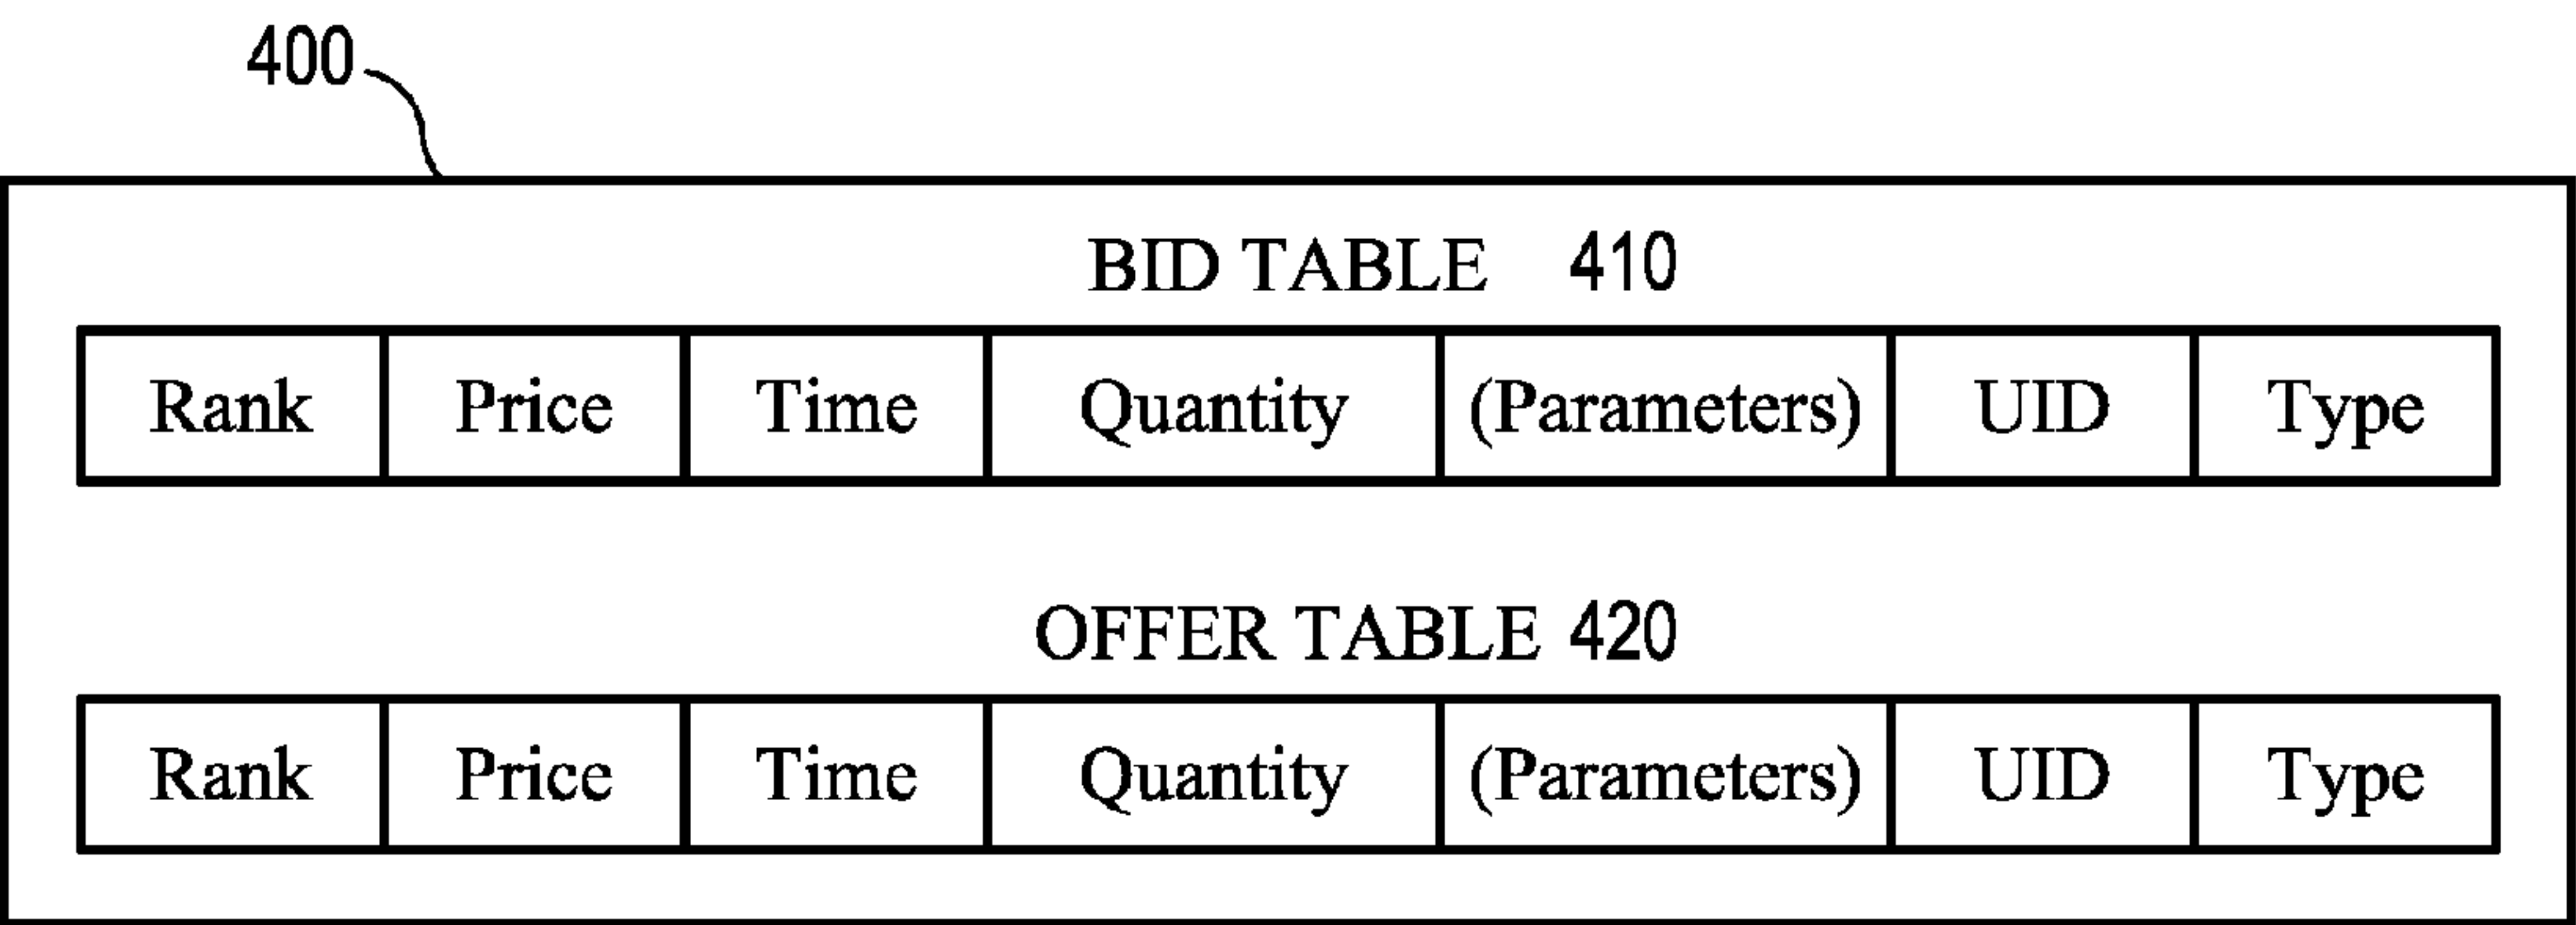 400
BID TABLE 410
Rank Price Time Quantity (Parameters) UID Type
OFFER TABLE 420
Rank Price Time Quantity (Parameters) UID Type